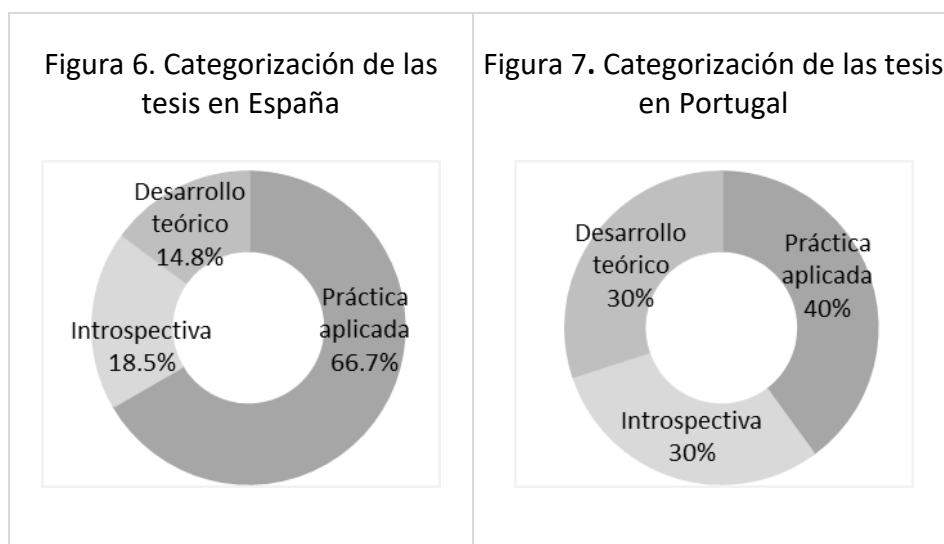 Figura 6. Categorización de las
tesis en España
Desarrollo
teórico
14.8%
Introspectiva
18.5%
Práctica
aplicada
66.7%
Figura 7. Categorización de las tesis
en Portugal
Desarrollo
teórico
30%
Práctica
aplicada
40%
Introspectiva
30%